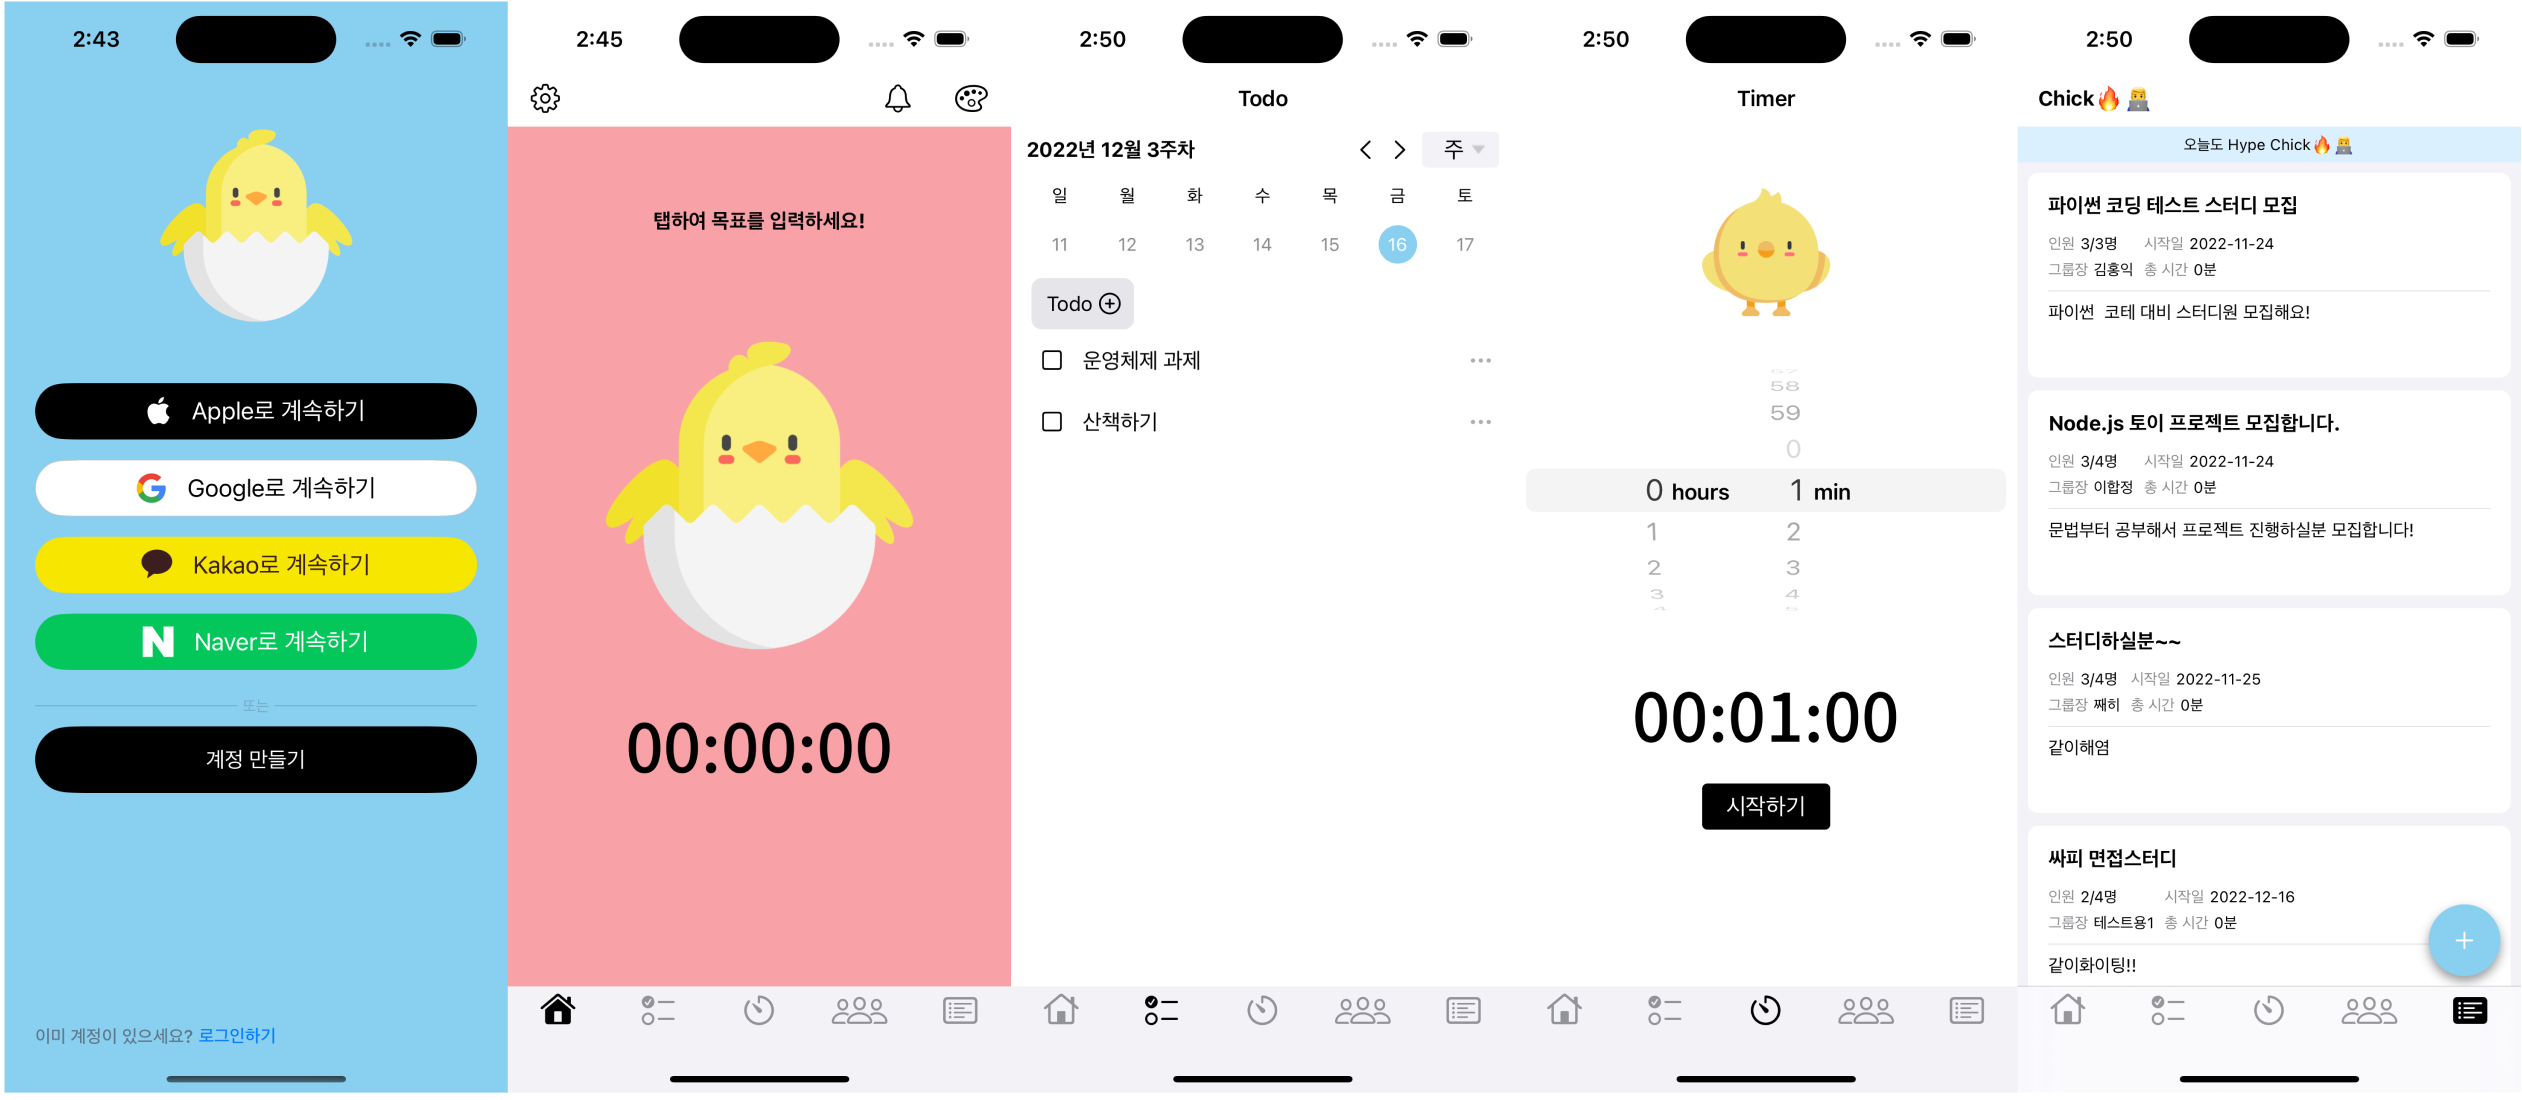 2:43
Apple로 계속하기
Google로 계속하기
Kakao로 계속하기
Naver로 계속하기
또는
계정 만들기
이미 계정이 있으세요? 로그인하기
2:45
탭하여 목표를 입력하세요!
00:00:00
2:50
Todo
2022년 12월 3주차
주
일 월 화 수 목 금 토
11 12 13 14 15 16 17
Todo
운영체제 과제
산책하기
2:50
Timer
57
58
59
0
0 hours 1 min
1 2
2 3
3 4
4 5
00:01:00
시작하기
2:50
Chick🔥👨‍💻
오늘도 Hype Chick🔥👨‍💻
파이썬 코딩 테스트 스터디 모집
인원 3/3명 시작일 2022-11-24
그룹장 김홍익 총 시간 0분
파이썬  코테 대비 스터디원 모집해요!
Node.js 토이 프로젝트 모집합니다.
인원 3/4명 시작일 2022-11-24
그룹장 이합정 총 시간 0분
문법부터 공부해서 프로젝트 진행하실분 모집합니다!
스터디하실분~~
인원 3/4명 시작일 2022-11-25
그룹장 째히 총 시간 0분
같이해염
싸피 면접스터디
인원 2/4명 시작일 2022-12-16
그룹장 테스트용1 총 시간 0분
같이화이팅!!
+